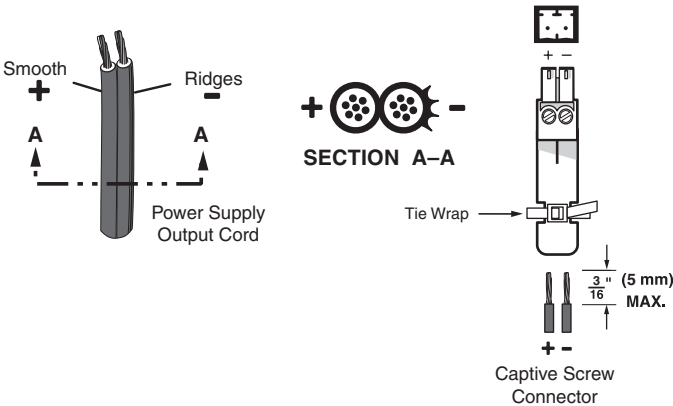 Smooth
+
Ridges
-
A
A
Power Supply
Output Cord
+
-
SECTION A–A
+ -
Tie Wrap
3/16" (5 mm)
MAX.
+ -
Captive Screw
Connector